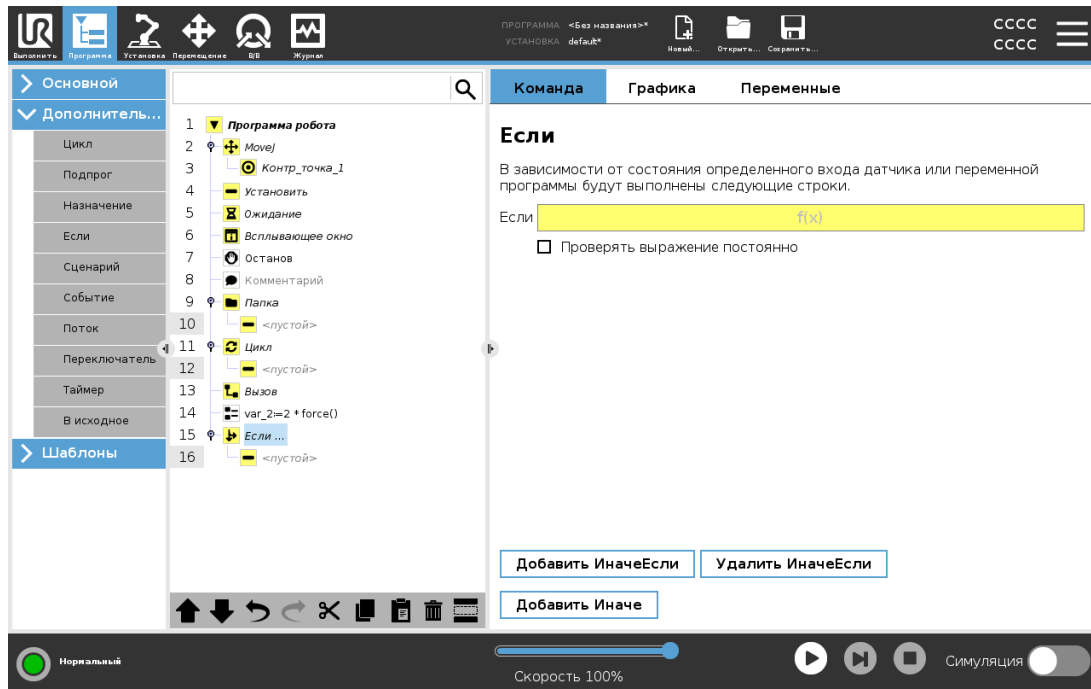 Выполнить
Программа
Установка
Перемещение
В/В
Журнал
ПРОГРАММА <Без названия>*
УСТАНОВКА default*
Новый...
Открыть...
Сохранить...
CCCC
CCCC
Основной
Дополнитель...
Цикл
Подпрог
Назначение
Если
Сценарий
Событие
Поток
Переключатель
Таймер
В исходное
Шаблоны
1 Программа робота
2 MoveJ
3 Контр_точка_1
4 Установить
5 Ожидание
6 Всплывающее окно
7 Останов
8 Комментарий
9 Папка
10 <пустой>
11 Цикл
12 <пустой>
13 Вызов
14 var_2≔2 * force()
15 Если ...
16 <пустой>
Команда
Графика
Переменные
Если
В зависимости от состояния определенного входа датчика или переменной
программы будут выполнены следующие строки.
Если f(x)
Проверять выражение постоянно
Добавить ИначеЕсли
Удалить ИначеЕсли
Добавить Иначе
Нормальный
Скорость 100%
Симуляция